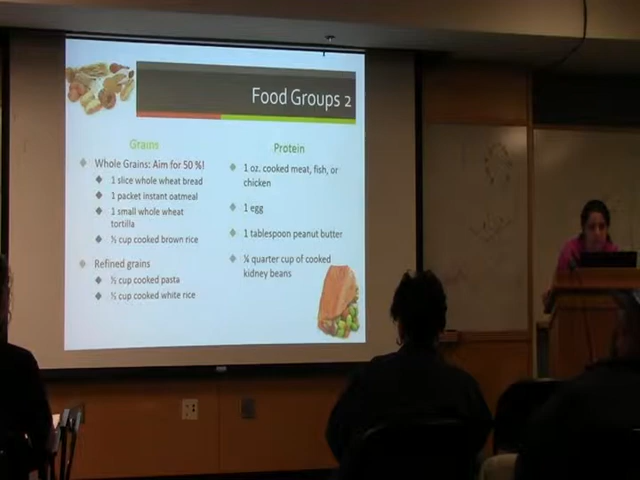 Food Groups 2
Grains
Whole Grains: Aim for 50 %!
1 slice whole wheat bread
1 packet instant oatmeal
1 small whole wheat
tortilla
½ cup cooked brown rice
Refined grains
½ cup cooked pasta
½ cup cooked white rice
Protein
1 oz. cooked meat, fish, or
chicken
1 egg
1 tablespoon peanut butter
¼ quarter cup of cooked
kidney beans